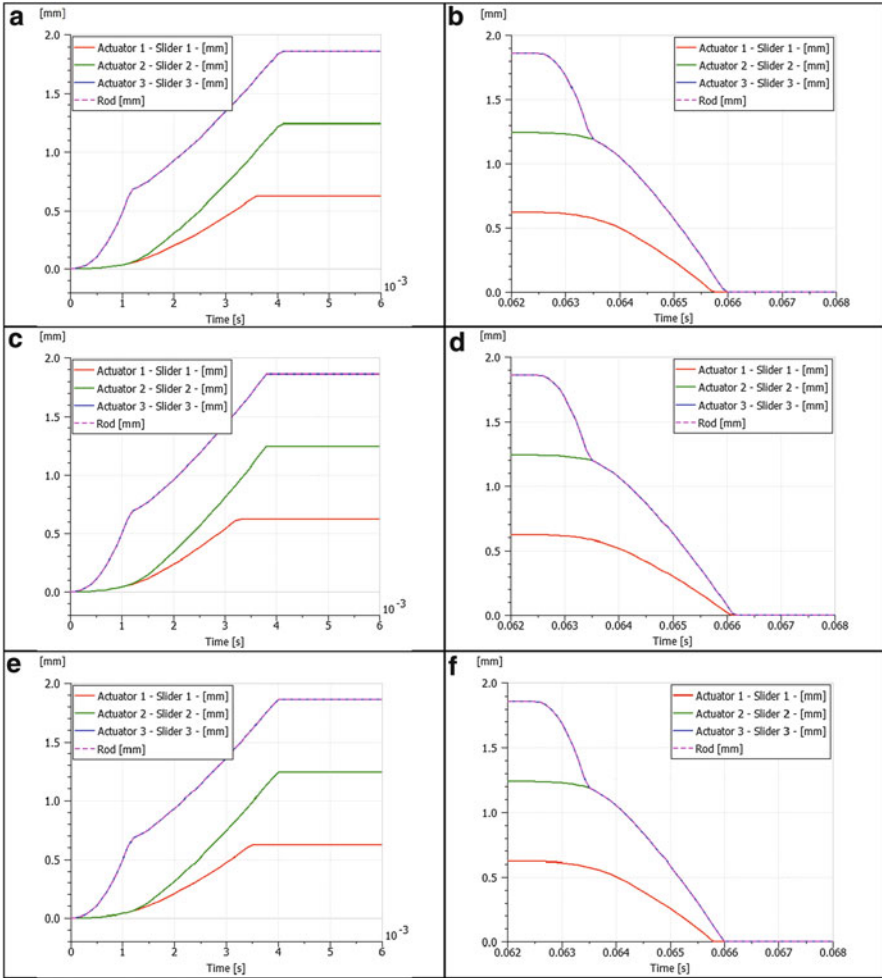 a
[mm]
2.0
1.5
1.0
0.5
0.0
Actuator 1 - Slider 1 - [mm]
Actuator 2 - Slider 2 - [mm]
Actuator 3 - Slider 3 - [mm]
Rod [mm]
0 1 2 3 4 5 6
10⁻³
Time [s]
b
[mm]
2.0
1.5
1.0
0.5
0.0
Actuator 1 - Slider 1 - [mm]
Actuator 2 - Slider 2 - [mm]
Actuator 3 - Slider 3 - [mm]
Rod [mm]
0.062 0.063 0.064 0.065 0.066 0.067 0.068
Time [s]
c
[mm]
2.0
1.5
1.0
0.5
0.0
Actuator 1 - Slider 1 - [mm]
Actuator 2 - Slider 2 - [mm]
Actuator 3 - Slider 3 - [mm]
Rod [mm]
0 1 2 3 4 5 6
10⁻³
Time [s]
d
[mm]
2.0
1.5
1.0
0.5
0.0
Actuator 1 - Slider 1 - [mm]
Actuator 2 - Slider 2 - [mm]
Actuator 3 - Slider 3 - [mm]
Rod [mm]
0.062 0.063 0.064 0.065 0.066 0.067 0.068
Time [s]
e
[mm]
2.0
1.5
1.0
0.5
0.0
Actuator 1 - Slider 1 - [mm]
Actuator 2 - Slider 2 - [mm]
Actuator 3 - Slider 3 - [mm]
Rod [mm]
0 1 2 3 4 5 6
10⁻³
Time [s]
f
[mm]
2.0
1.5
1.0
0.5
0.0
Actuator 1 - Slider 1 - [mm]
Actuator 2 - Slider 2 - [mm]
Actuator 3 - Slider 3 - [mm]
Rod [mm]
0.062 0.063 0.064 0.065 0.066 0.067 0.068
Time [s]